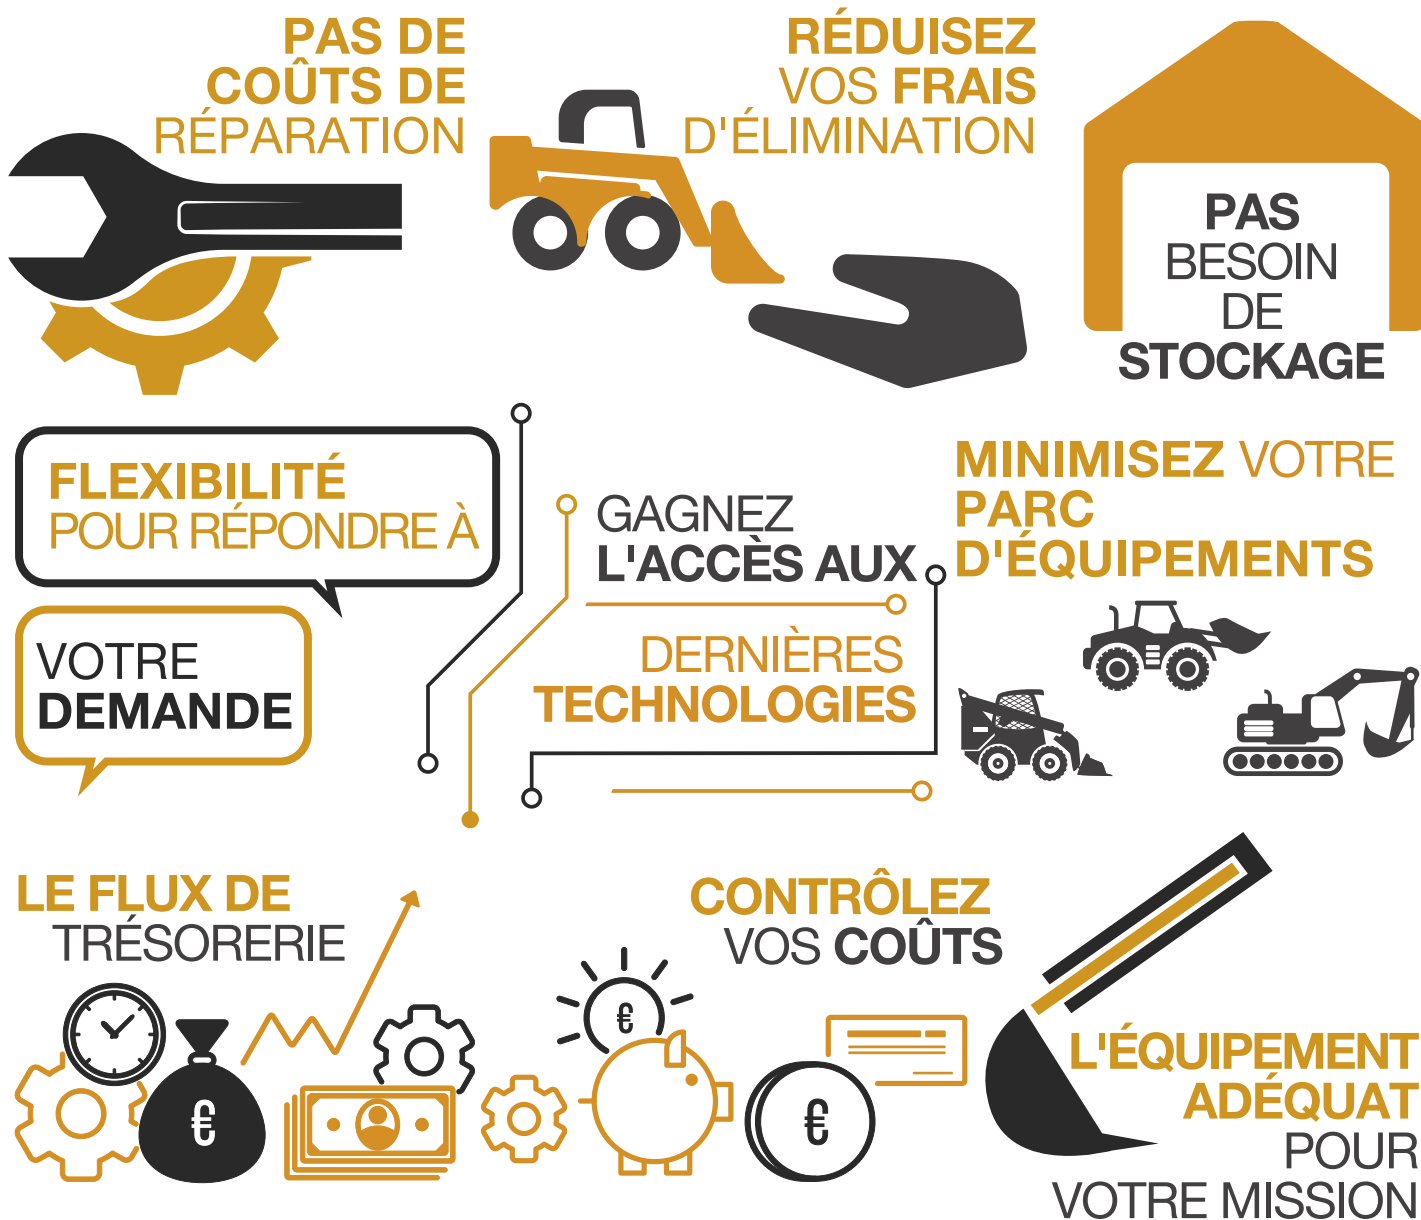 PAS DE
COÛTS DE
RÉPARATION
RÉDUISEZ
VOS FRAIS
D'ÉLIMINATION
PAS
BESOIN
DE
STOCKAGE
FLEXIBILITÉ
POUR RÉPONDRE À
VOTRE
DEMANDE
GAGNEZ
L'ACCÈS AUX
DERNIÈRES
TECHNOLOGIES
MINIMISEZ VOTRE
PARC
D'ÉQUIPEMENTS
LE FLUX DE
TRÉSORERIE
€
CONTRÔLEZ
VOS COÛTS
€
€
L'ÉQUIPEMENT
ADÉQUAT
POUR
VOTRE MISSION